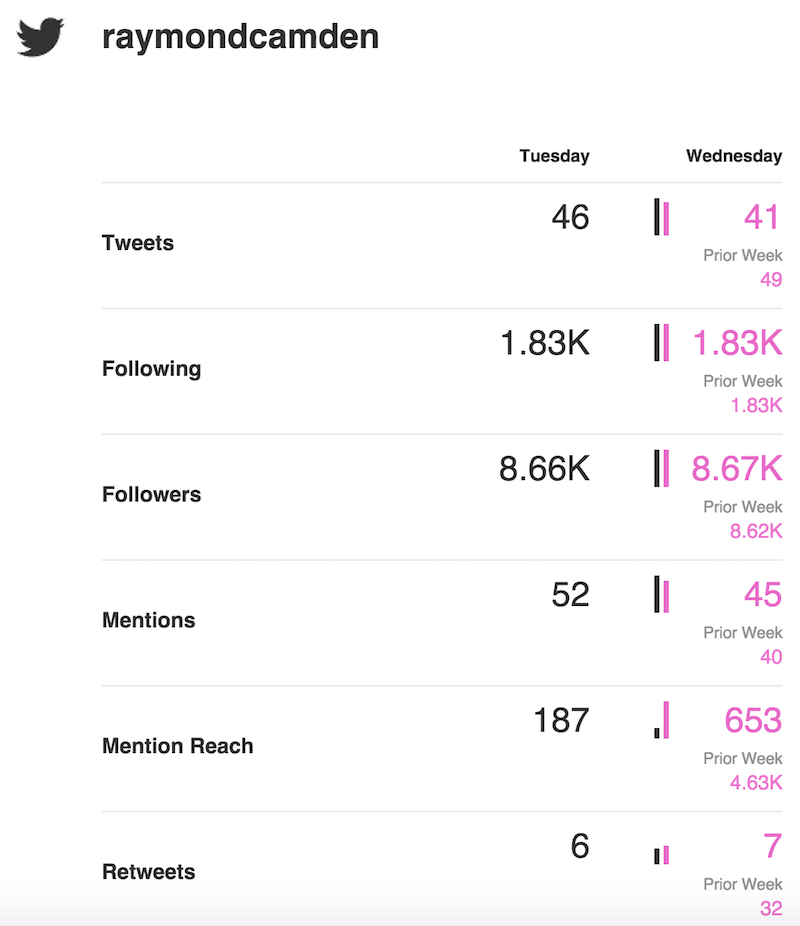 raymondcamden
Tuesday Wednesday
Tweets 46 41
Prior Week
49
Following 1.83K 1.83K
Prior Week
1.83K
Followers 8.66K 8.67K
Prior Week
8.62K
Mentions 52 45
Prior Week
40
Mention Reach 187 653
Prior Week
4.63K
Retweets 6 7
Prior Week
32